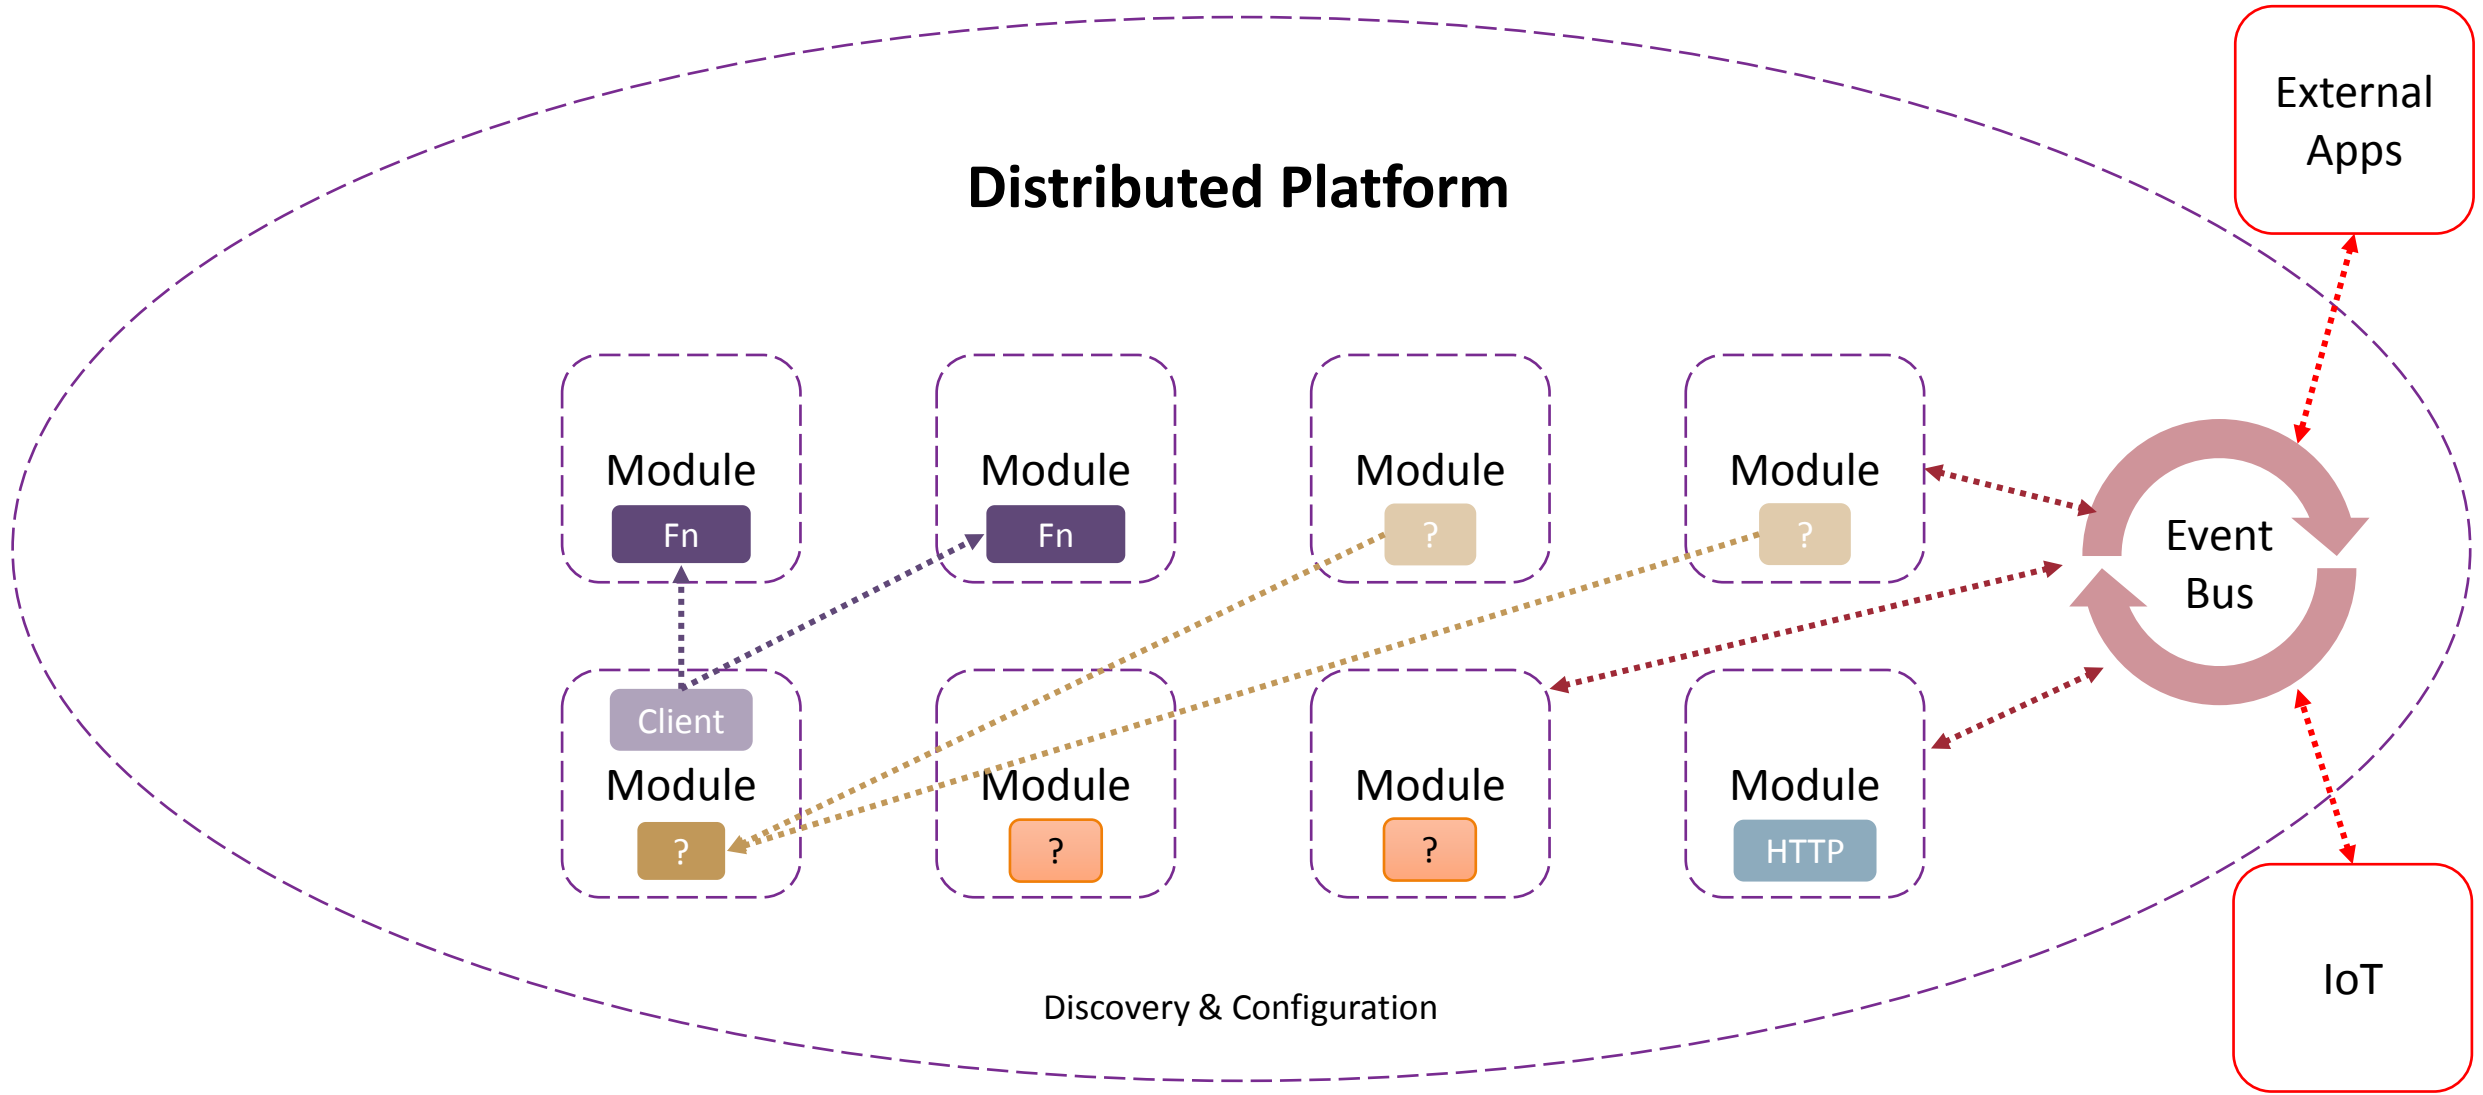 External
Apps
Distributed Platform
Module
Fn
Module
Fn
Module
?
Module
?
Event
Bus
Client
Module
?
Module
?
Module
?
Module
HTTP
IoT
Discovery & Configuration